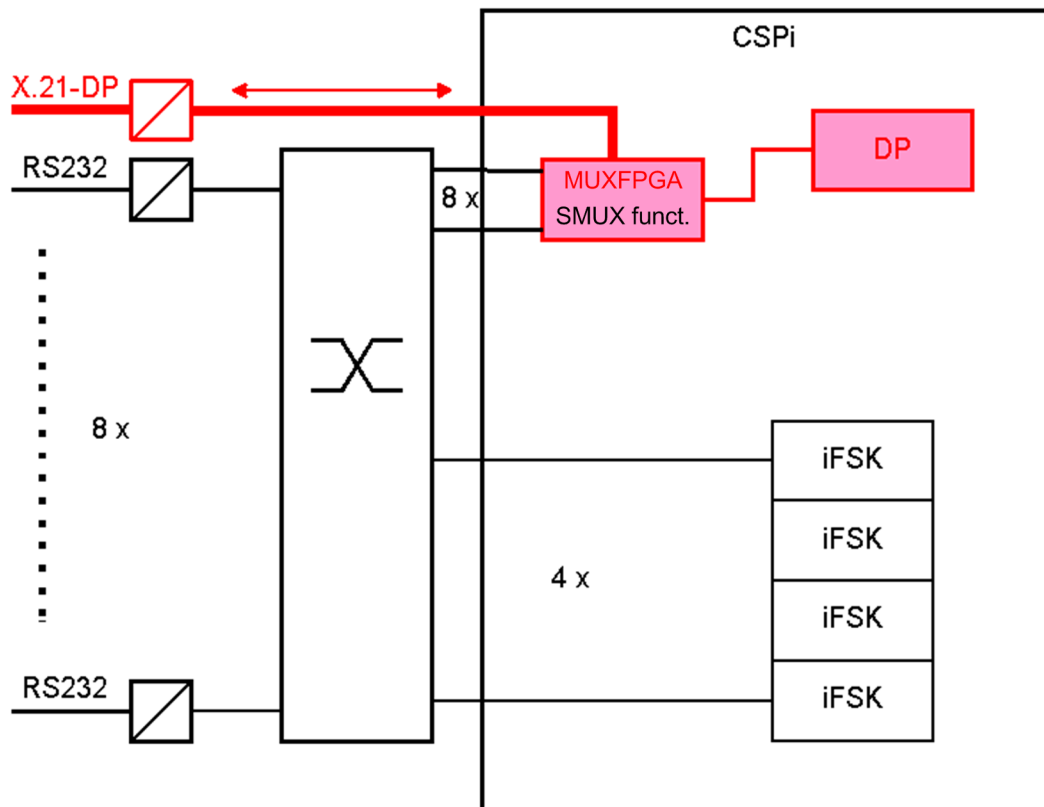 CSPi
X.21-DP
DP
RS232
MUXFPGA
8 x
SMUX funct.
8 x
iFSK
iFSK
4 x
iFSK
RS232
iFSK